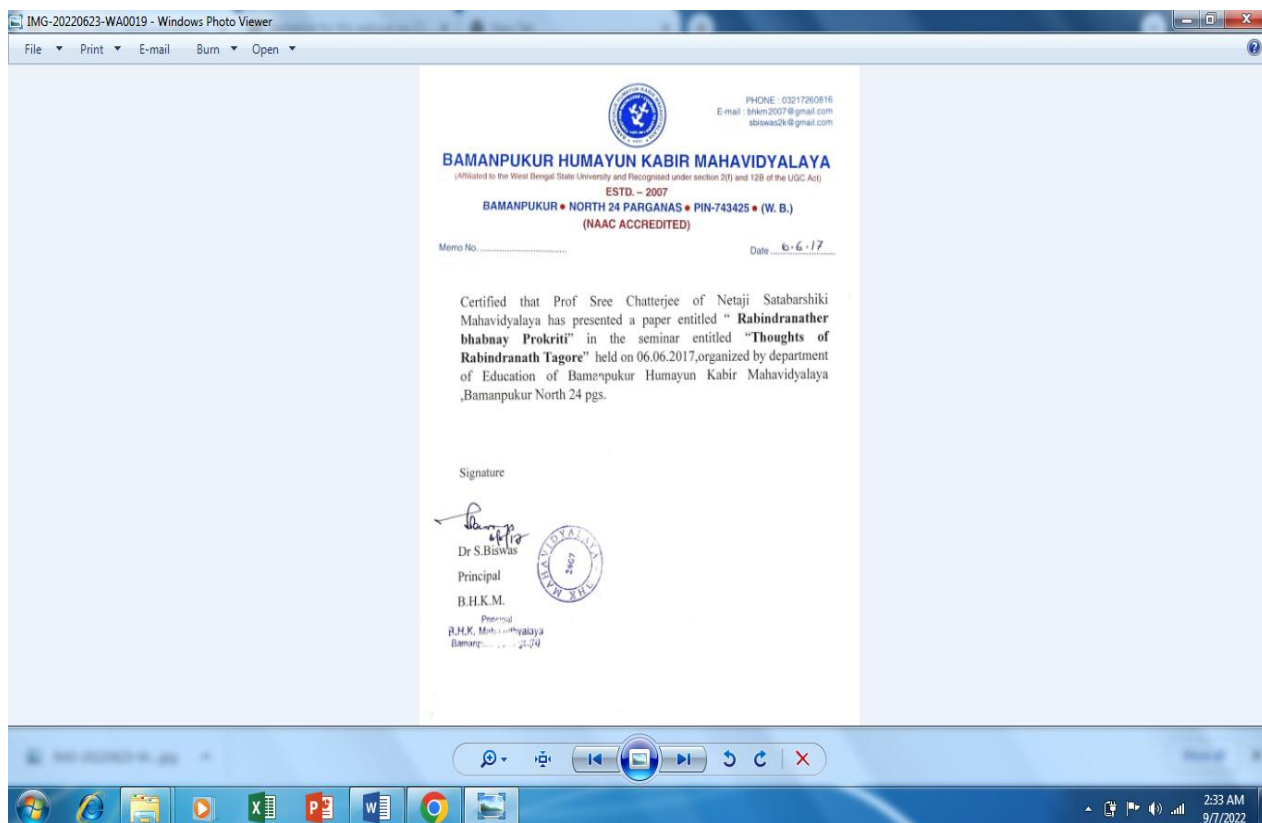 IMG-20220623-WA0019 - Windows Photo Viewer
File Print E-mail Burn Open
PHONE : 03217260816
E-mail : bhkm2007@gmail.com
sbiswas2k@gmail.com
BAMANPUKUR HUMAYUN KABIR MAHAVIDYALAYA
(Affiliated to the West Bengal State University and Recognised under section 2(f) and 12B of the UGC Act)
ESTD. – 2007
BAMANPUKUR • NORTH 24 PARGANAS • PIN-743425 • (W. B.)
(NAAC ACCREDITED)
Memo No. Date 6.6.17
Certified that Prof Sree Chatterjee of Netaji Satabarshiki
Mahavidyalaya has presented a paper entitled “ Rabindranather
bhabnay Prokriti” in the seminar entitled “Thoughts of
Rabindranath Tagore” held on 06.06.2017,organized by department
of Education of Bamanpukur Humayun Kabir Mahavidyalaya
,Bamanpukur North 24 pgs.
Signature
Dr S.Biswas
Principal
B.H.K.M.
MAHAVIDYALAYA
2007
Principal
B.H.K.
2:33 AM
9/7/2022